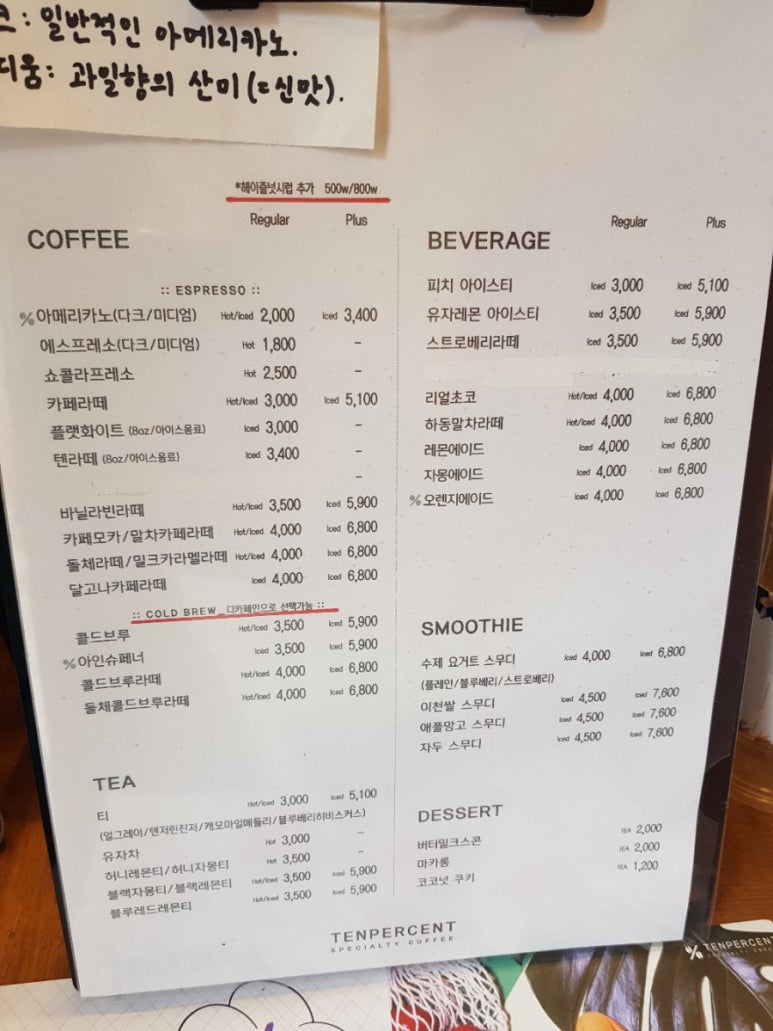 크: 일반적인 아메리카노.
디움: 과일향의 산미(=신맛).
*헤이즐넛시럽 추가 500w/800w
Regular Plus
COFFEE
:: ESPRESSO ::
% 아메리카노(다크/미디엄) Hot/Iced 2,000 Iced 3,400
에스프레소(다크/미디엄) Hot 1,800 -
쇼콜라프레소 Hot 2,500 -
카페라떼 Hot/Iced 3,000 Iced 5,100
플랫화이트 (8oz/아이스음료) Iced 3,000 -
텐라떼 (8oz/아이스음료) Iced 3,400 -
-
바닐라빈라떼 Hot/Iced 3,500 Iced 5,900
카페모카/말차카페라떼 Hot/Iced 4,000 Iced 6,800
돌체라떼/밀크카라멜라떼 Hot/Iced 4,000 Iced 6,800
달고나카페라떼 Iced 4,000 Iced 6,800
:: COLD BREW_디카페인으로 선택가능 ::
콜드브루 Hot/Iced 3,500 Iced 5,900
% 아인슈페너 Iced 3,500 Iced 5,900
콜드브루라떼 Hot/Iced 4,000 Iced 6,800
돌체콜드브루라떼 Hot/Iced 4,000 Iced 6,800
TEA
티 Hot/Iced 3,000 Iced 5,100
(얼그레이/탠저린진저/캐모마일메들리/블루베리히비스커스)
유자차 Hot 3,000 -
허니레몬티/허니자몽티 Hot 3,500 -
블랙자몽티/블랙레몬티 Hot/Iced 3,500 Iced 5,900
블루레드레몬티 Hot/Iced 3,500 Iced 5,900
Regular Plus
BEVERAGE
피치 아이스티 Iced 3,000 Iced 5,100
유자레몬 아이스티 Iced 3,500 Iced 5,900
스트로베리라떼 Iced 3,500 Iced 5,900
리얼초코 Hot/Iced 4,000 Iced 6,800
하동말차라떼 Hot/Iced 4,000 Iced 6,800
레몬에이드 Iced 4,000 Iced 6,800
자몽에이드 Iced 4,000 Iced 6,800
% 오렌지에이드 Iced 4,000 Iced 6,800
SMOOTHIE
수제 요거트 스무디 Iced 4,000 Iced 6,800
(플레인/블루베리/스트로베리)
이천쌀 스무디 Iced 4,500 Iced 7,600
애플망고 스무디 Iced 4,500 Iced 7,600
자두 스무디 Iced 4,500 Iced 7,600
DESSERT
버터밀크스콘 1EA 2,000
마카롱 1EA 2,000
코코넛 쿠키 1EA 1,200
TENPERCENT
SPECIALTY COFFEE
% TENPERCENT